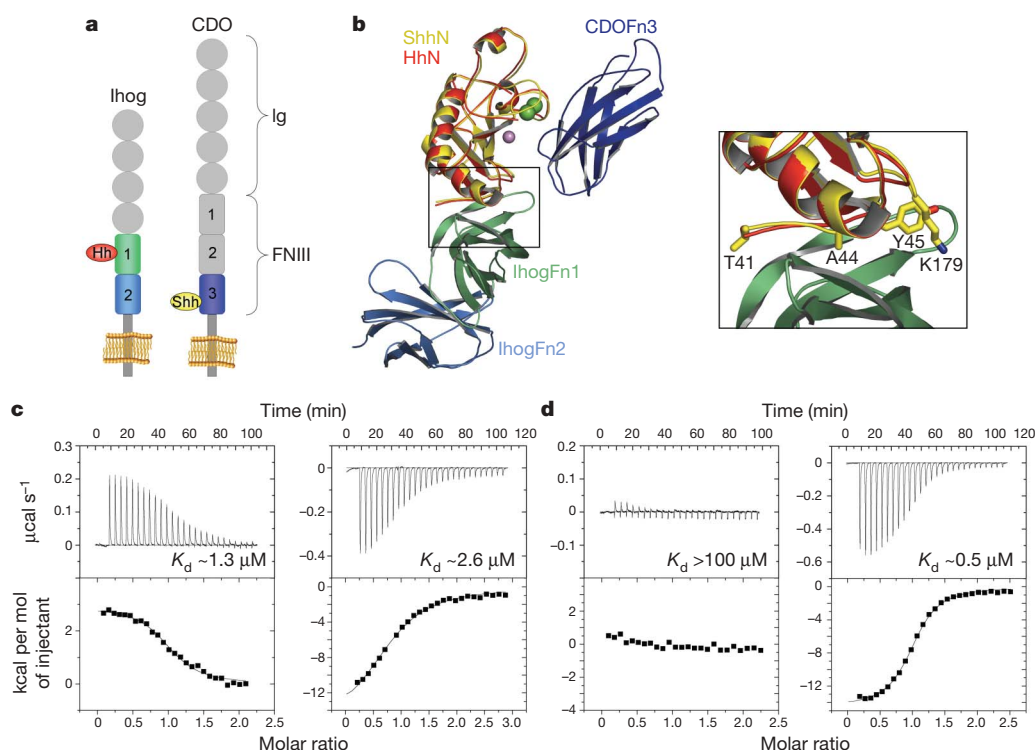 a
Ihog
CDO
Ig
FNIII
Hh
1
2
1
2
3
Shh
b
ShhN
HhN
CDOFn3
IhogFn1
IhogFn2
T41
A44
Y45
K179
c
Time (min)
0 20 40 60 80 100
0 20 40 60 80 100 120
0.3
0.2
0.1
0
µcal s⁻¹
Kd ~1.3 µM
0
−0.2
−0.4
Kd ~2.6 µM
2
0
kcal per mol
of injectant
0 0.5 1.0 1.5 2.0 2.5
0
−4
−8
−12
0 0.5 1.0 1.5 2.0 2.5 3.0
Molar ratio
d
Time (min)
0 20 40 60 80 100
0 20 40 60 80 100 120
0.2
0.1
0
−0.1
Kd >100 µM
0
−0.2
−0.4
−0.6
Kd ~0.5 µM
2
0
−2
−4
0 0.5 1.0 1.5 2.0 2.5
0
−4
−8
−12
0 0.5 1.0 1.5 2.0 2.5
Molar ratio